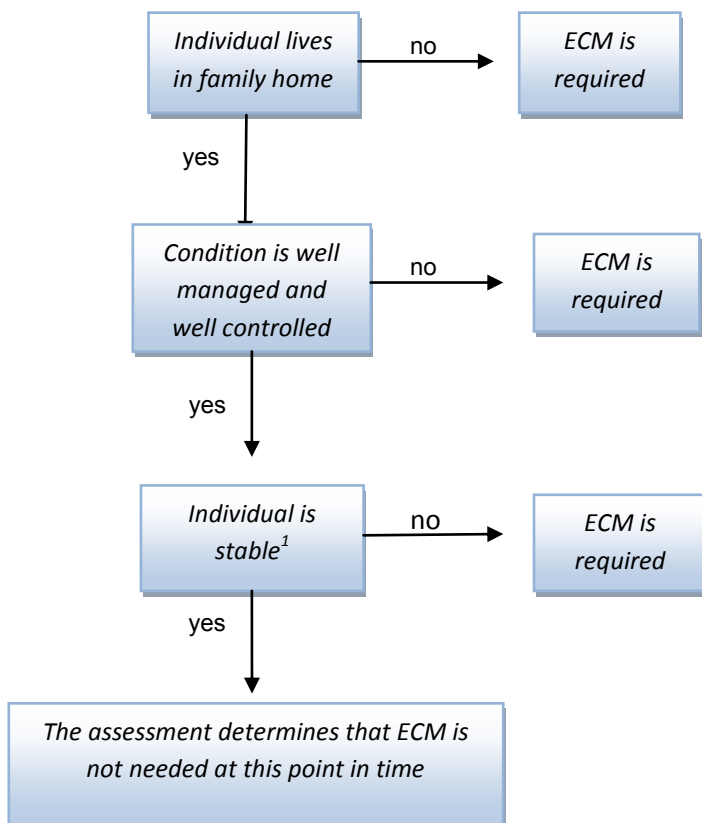 Individual lives
in family home
no
ECM is
required
yes
Condition is well
managed and
well controlled
no
ECM is
required
yes
Individual is
stable¹
no
ECM is
required
yes
The assessment determines that ECM is
not needed at this point in time